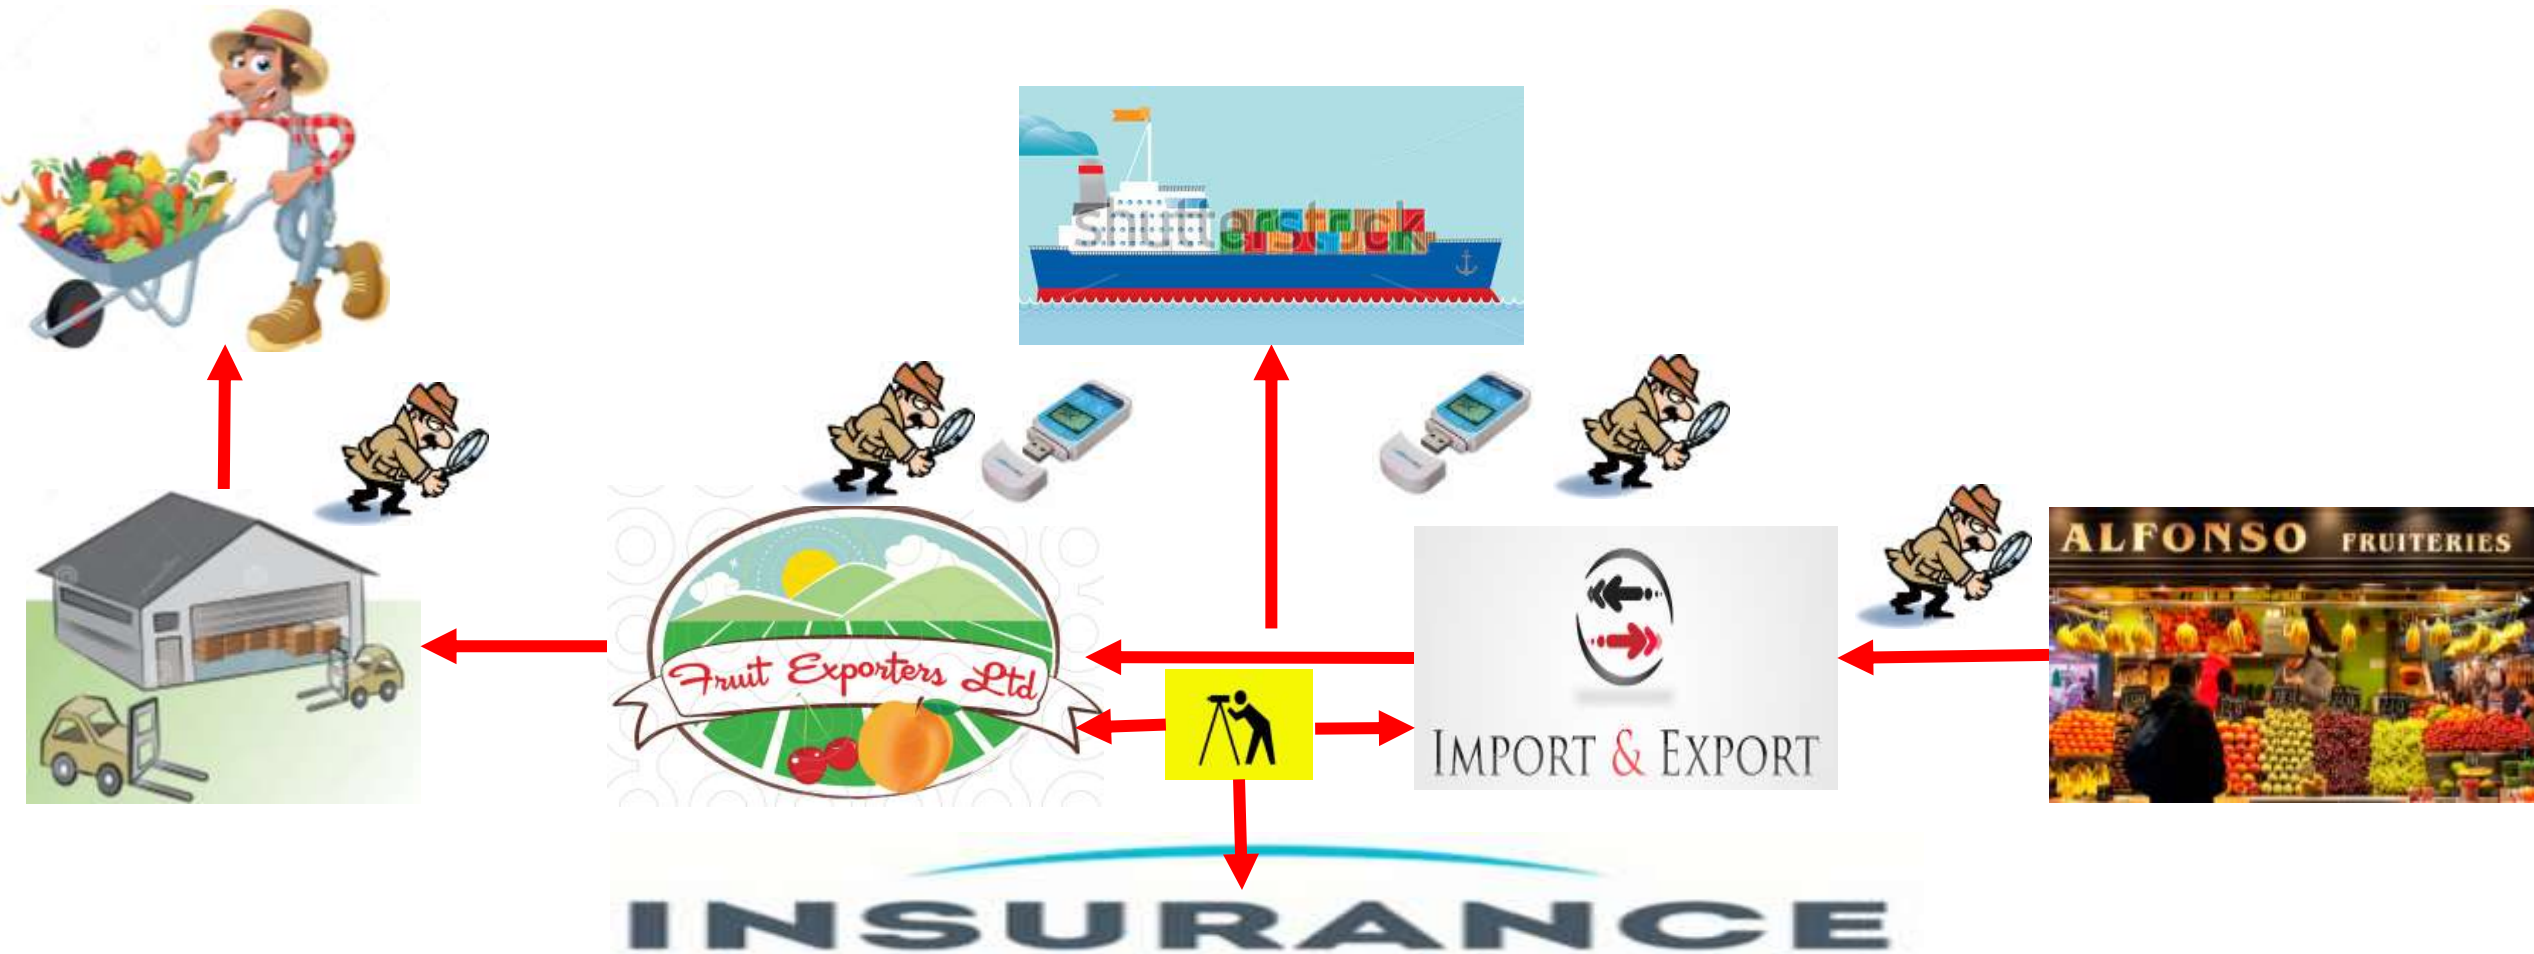 shutterstock
ALFONSO FRUITERIES
Fruit Exporters Ltd
IMPORT & EXPORT
INSURANCE